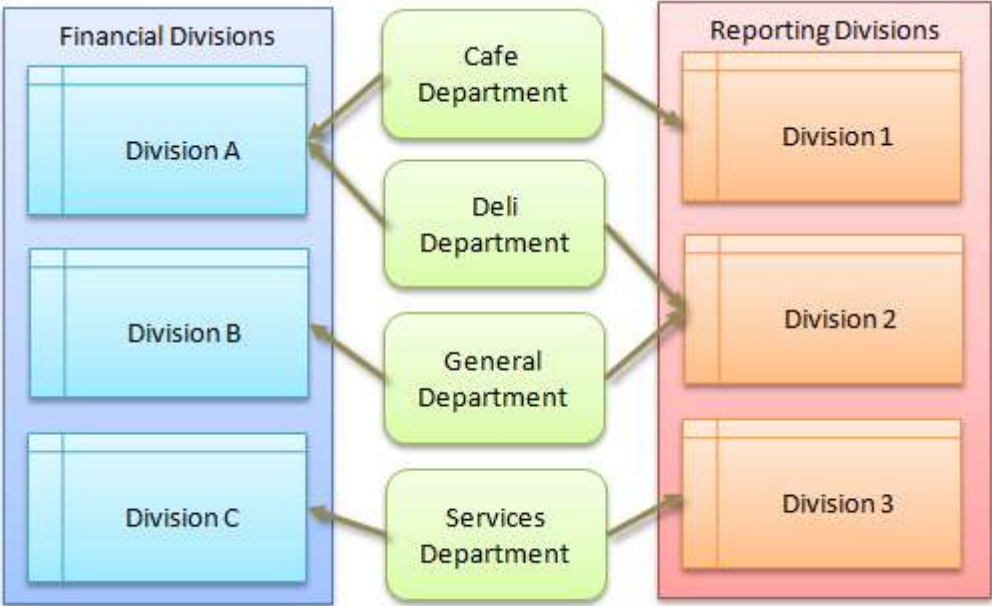 Financial Divisions
Division A
Division B
Division C
Cafe
Department
Deli
Department
General
Department
Services
Department
Reporting Divisions
Division 1
Division 2
Division 3